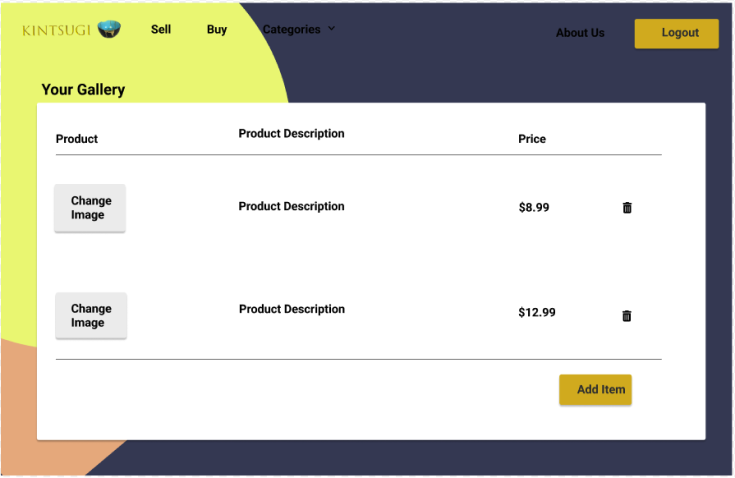 KINTSUGI Sell Buy Categories About Us Logout
Your Gallery
Product Product Description Price
Change
Image
Product Description $8.99
Change
Image
Product Description $12.99
Add Item